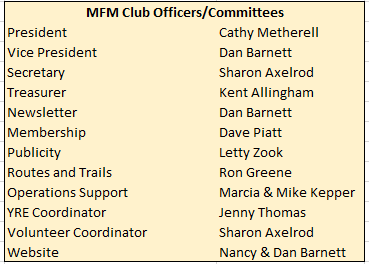 MFM Club Officers/Committees
President Cathy Metherell
Vice President Dan Barnett
Secretary Sharon Axelrod
Treasurer Kent Allingham
Newsletter Dan Barnett
Membership Dave Piatt
Publicity Letty Zook
Routes and Trails Ron Greene
Operations Support Marcia & Mike Kepper
YRE Coordinator Jenny Thomas
Volunteer Coordinator Sharon Axelrod
Website Nancy & Dan Barnett